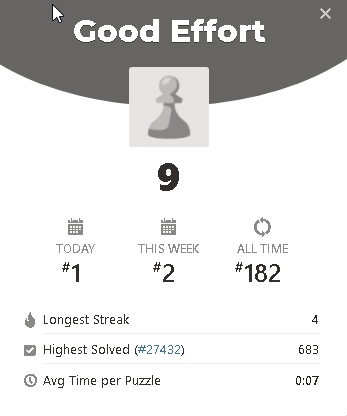 Good Effort
9
TODAY THIS WEEK ALL TIME
#1 #2 #182
Longest Streak 4
Highest Solved (#27432) 683
Avg Time per Puzzle 0:07